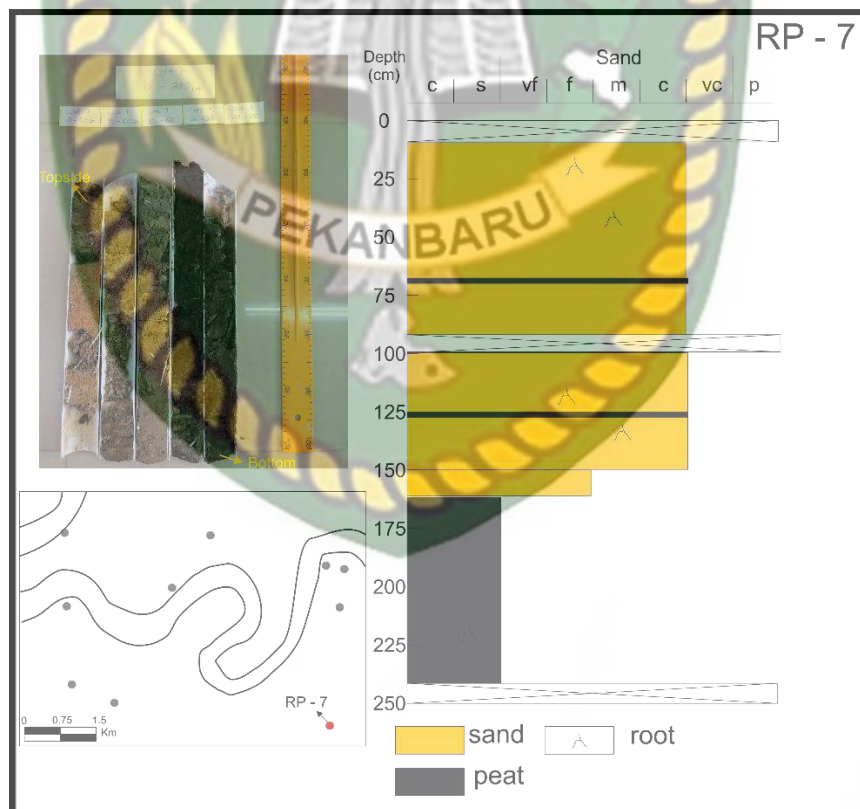 RP - 7
Depth
(cm)
Sand
c s vf f m c vc p
0
25
50
75
100
125
150
175
200
225
250
Topside
Bottom
PEKANBARU
RP - 7
0 0.75 1.5
Km
sand
root
peat